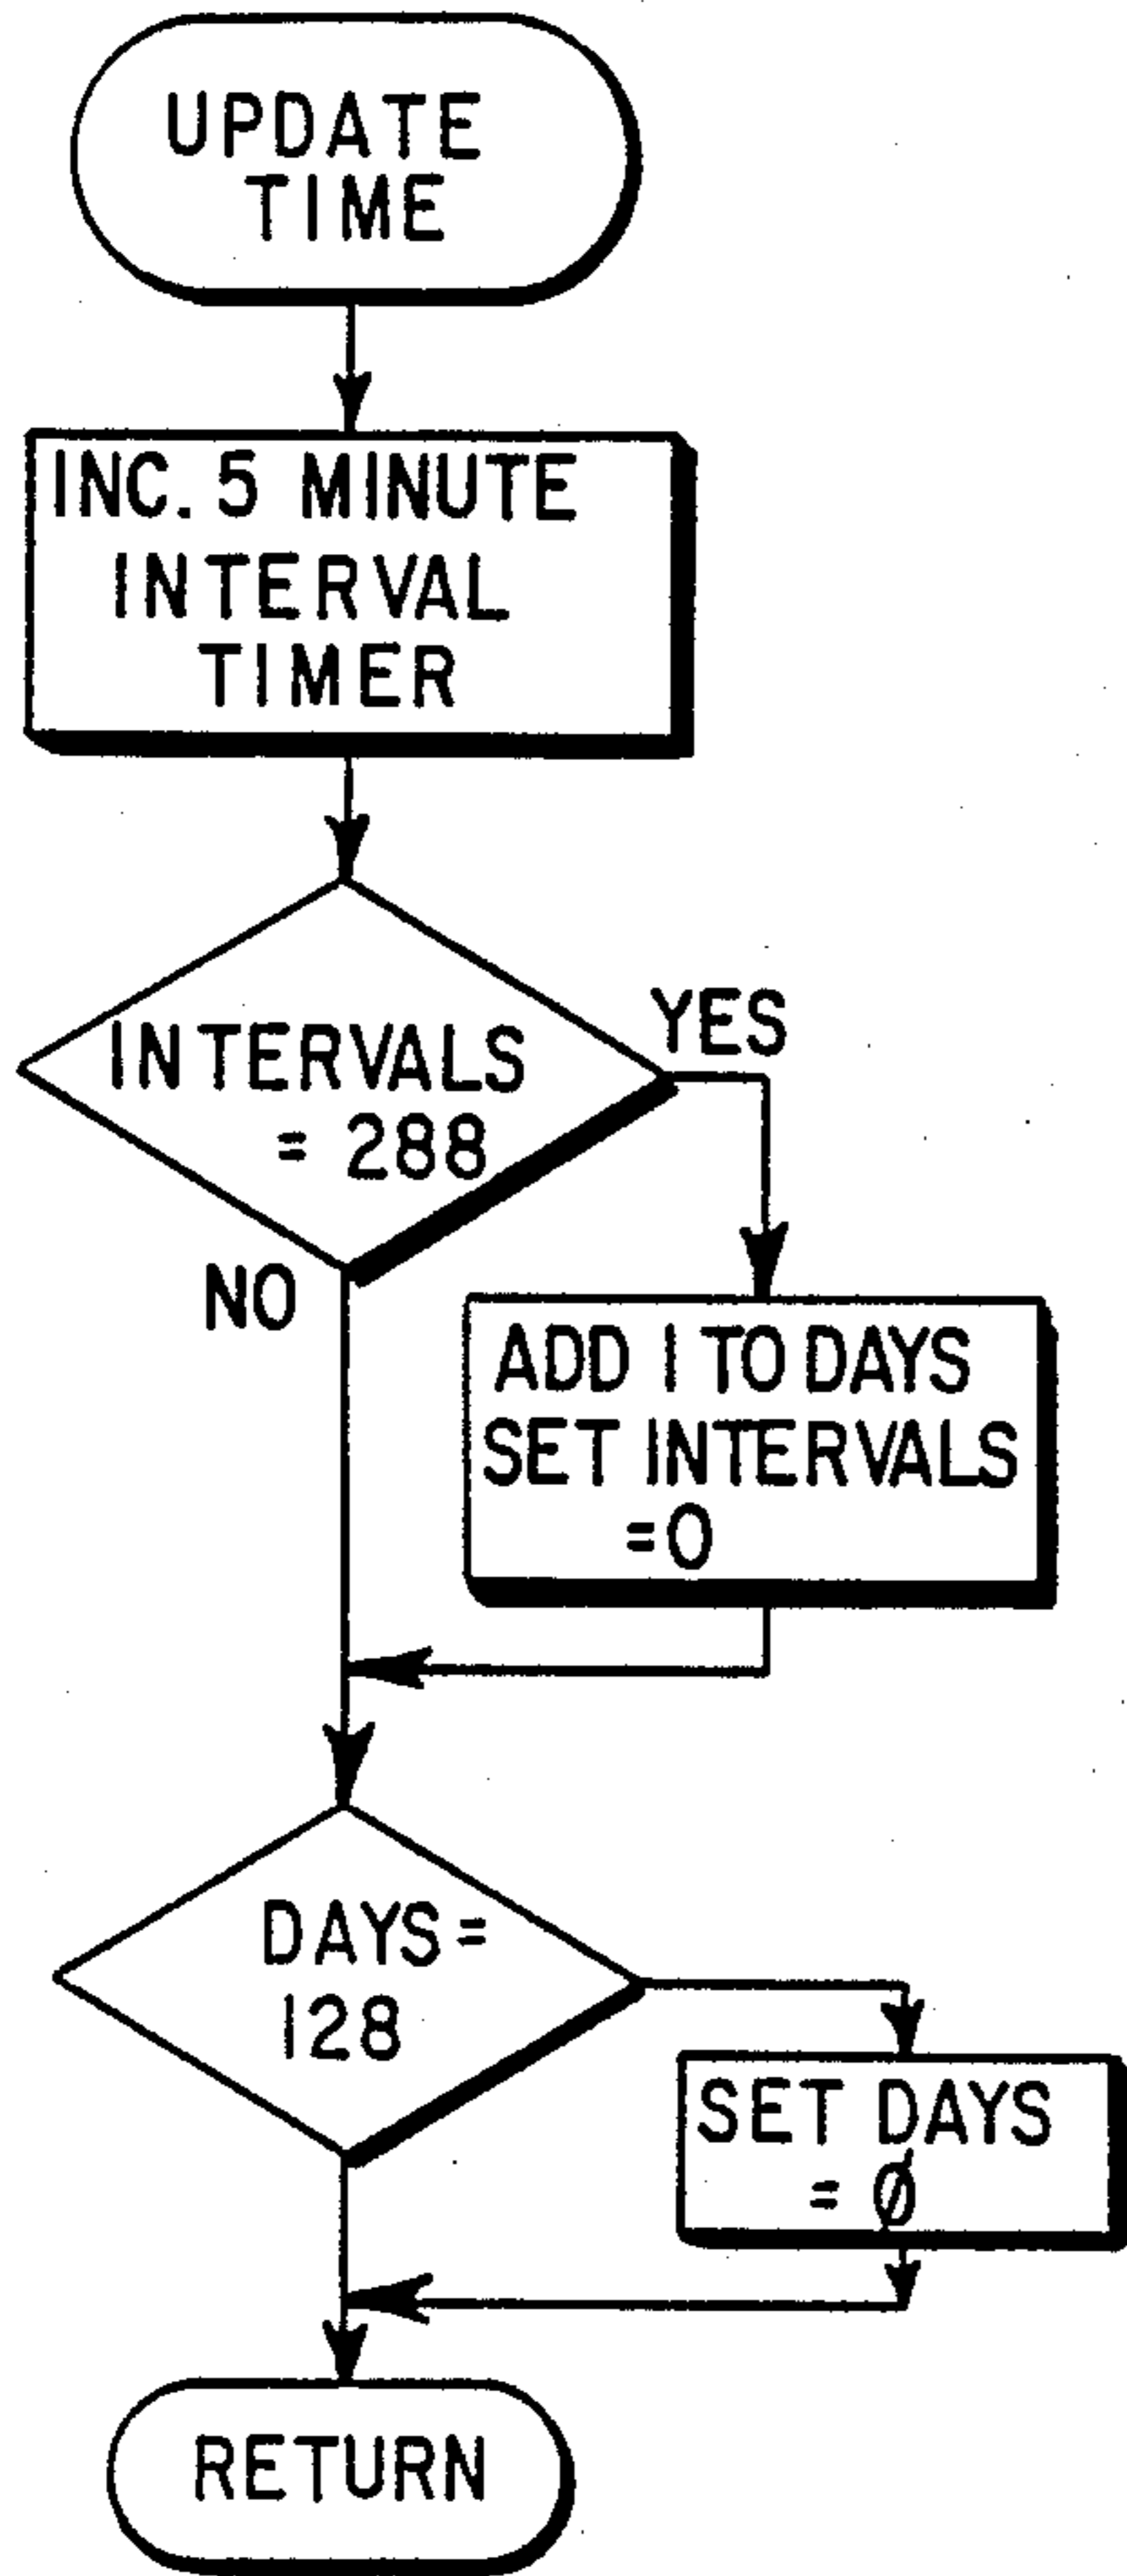 UPDATE
TIME
INC. 5 MINUTE
INTERVAL
TIMER
INTERVALS
= 288
YES
NO
ADD 1 TO DAYS
SET INTERVALS
=0
DAYS=
128
SET DAYS
= Ø
RETURN